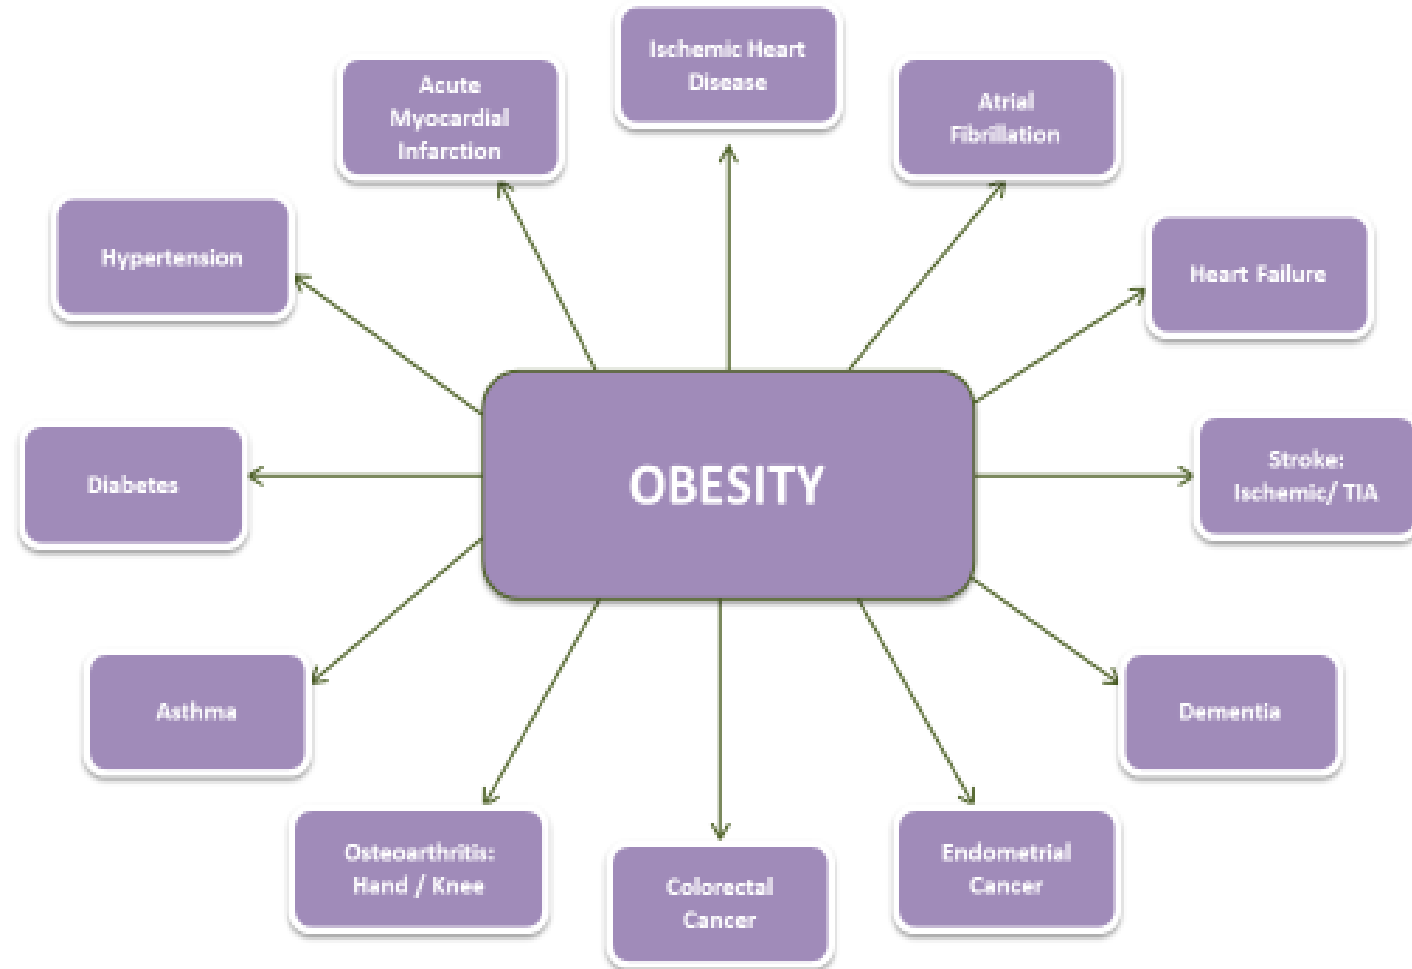 Ischemic Heart
Disease
Acute
Myocardial
Infarction
Atrial
Fibrillation
Hypertension
Heart Failure
OBESITY
Diabetes
Stroke:
Ischemic/ TIA
Asthma
Dementia
Osteoarthritis:
Hand / Knee
Colorectal
Cancer
Endometrial
Cancer